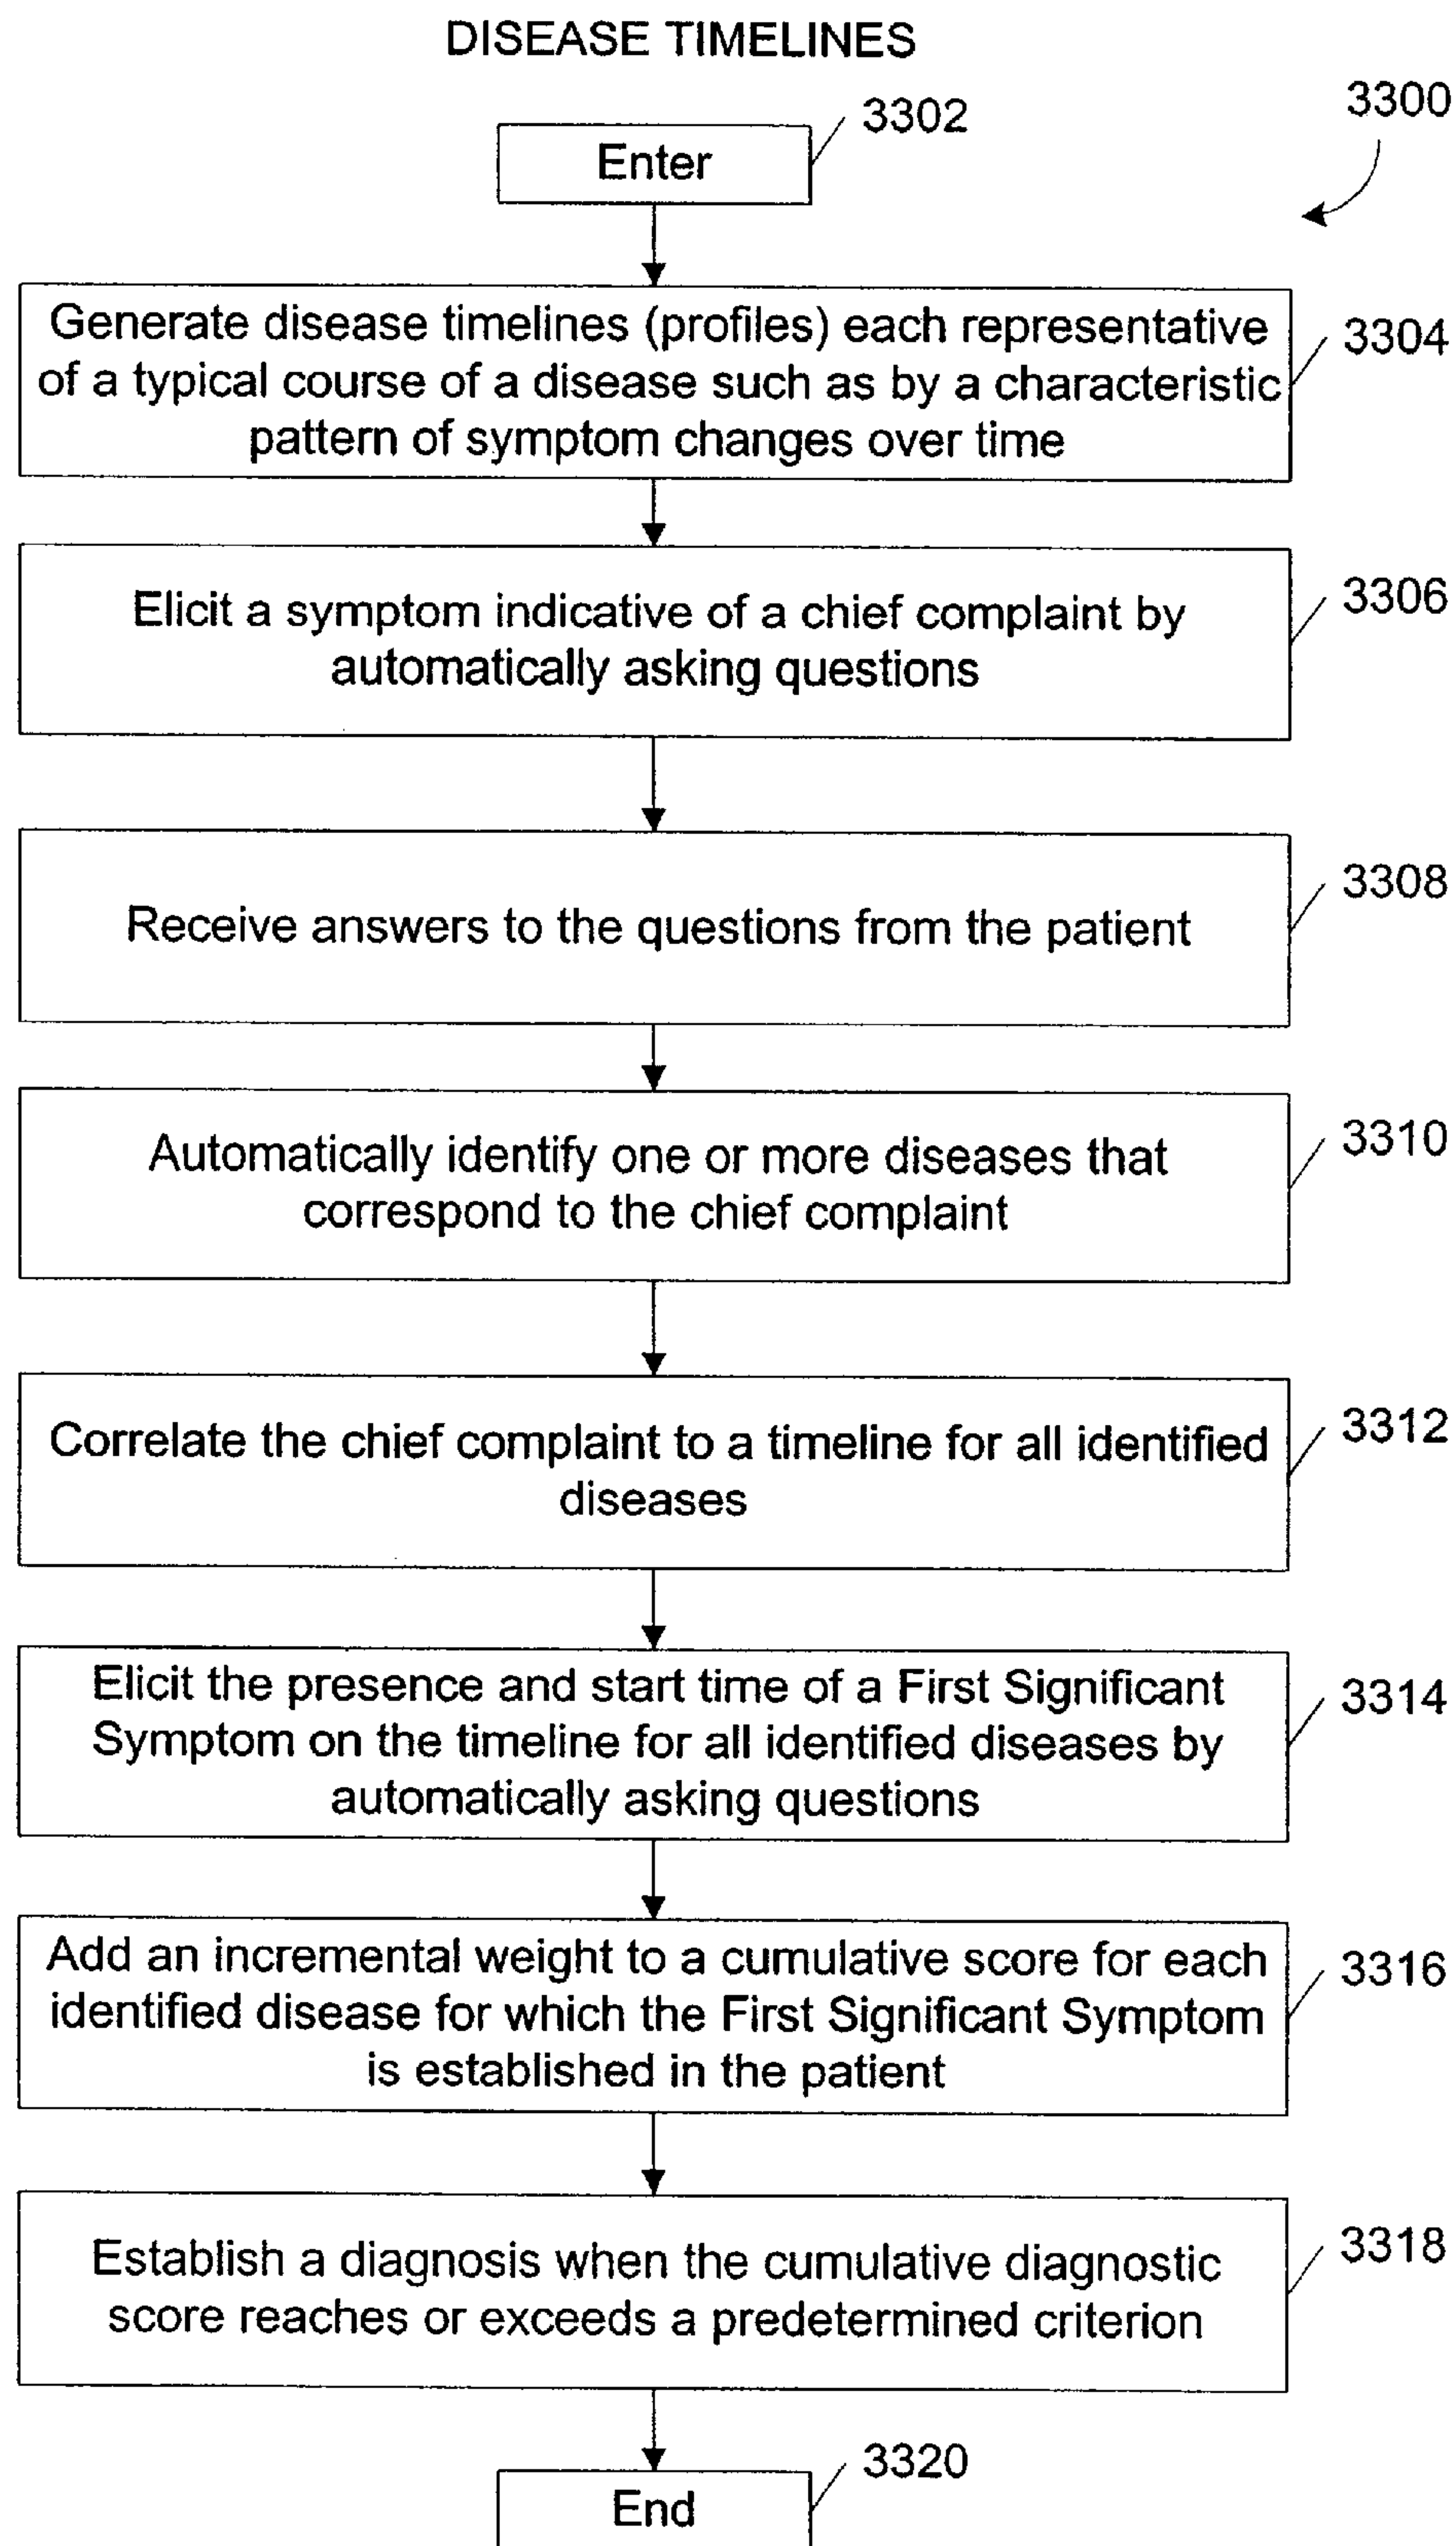 DISEASE TIMELINES
3300
3302
Enter
3304
Generate disease timelines (profiles) each representative
of a typical course of a disease such as by a characteristic
pattern of symptom changes over time
3306
Elicit a symptom indicative of a chief complaint by
automatically asking questions
3308
Receive answers to the questions from the patient
3310
Automatically identify one or more diseases that
correspond to the chief complaint
3312
Correlate the chief complaint to a timeline for all identified
diseases
3314
Elicit the presence and start time of a First Significant
Symptom on the timeline for all identified diseases by
automatically asking questions
3316
Add an incremental weight to a cumulative score for each
identified disease for which the First Significant Symptom
is established in the patient
3318
Establish a diagnosis when the cumulative diagnostic
score reaches or exceeds a predetermined criterion
3320
End